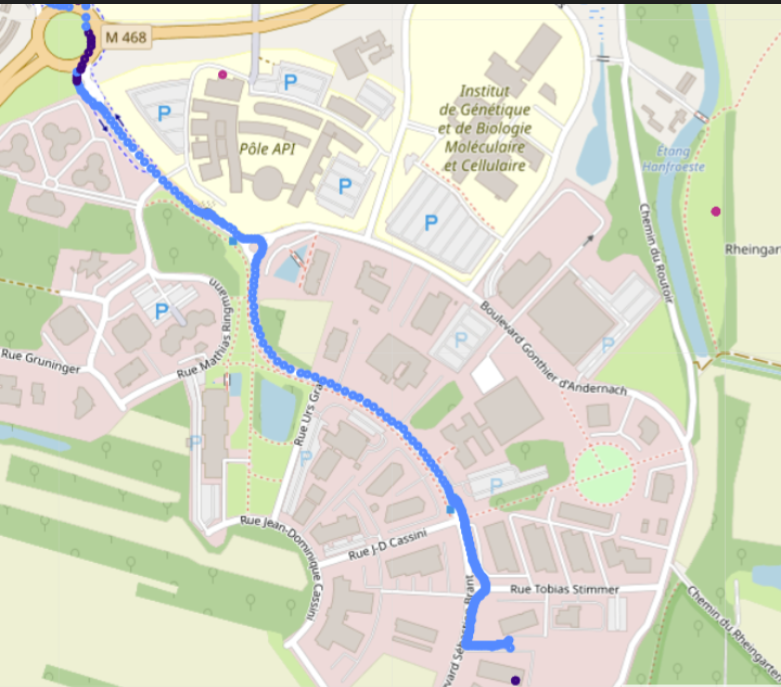 M 468
P
P
Institut
de Génétique
et de Biologie
Moléculaire
et Cellulaire
Pôle API
P
P
Étang
Hanfroeste
Chemin du Routoir
Rheingar
P
Rue Mathias Ringmann
Rue Gruninger
Boulevard Gonthier d'Andernach
P
P
Rue Urs Gra
P
P
P
Rue Jean-Dominique Cassini
Rue J-D Cassini
Rue Tobias Stimmer
vard Sébastien Brant
Chemin du Rheingarten